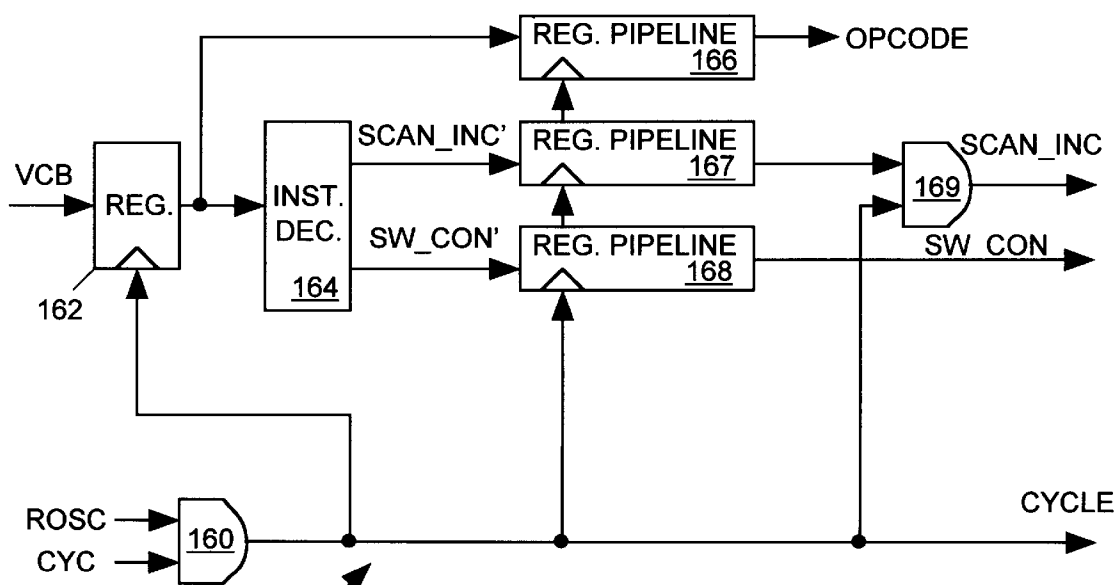 REG. PIPELINE
166
OPCODE
SCAN_INC'
REG. PIPELINE
167
SCAN_INC
VCB
REG.
INST.
DEC.
164
169
SW_CON'
REG. PIPELINE
168
SW_CON
162
ROSC
CYC
160
CYCLE